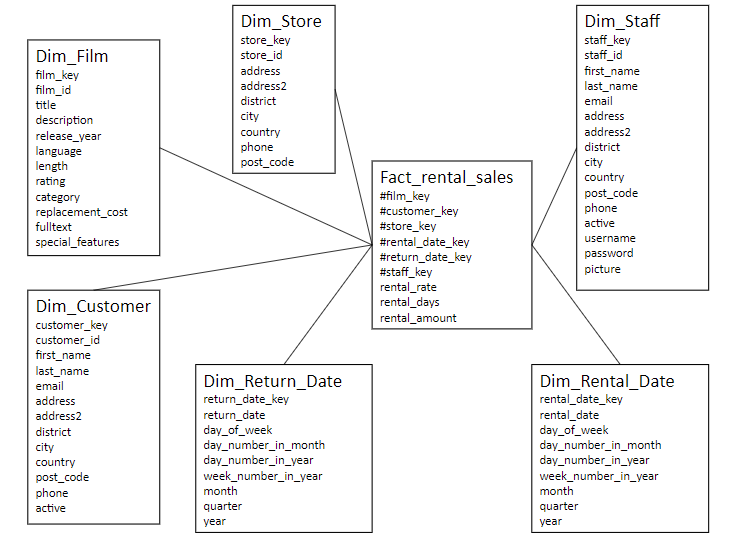 Dim_Film
film_key
film_id
title
description
release_year
language
length
rating
category
replacement_cost
fulltext
special_features
Dim_Store
store_key
store_id
address
address2
district
city
country
phone
post_code
Dim_Staff
staff_key
staff_id
first_name
last_name
email
address
address2
district
city
country
post_code
phone
active
username
password
picture
Fact_rental_sales
#film_key
#customer_key
#store_key
#rental_date_key
#return_date_key
#staff_key
rental_rate
rental_days
rental_amount
Dim_Customer
customer_key
customer_id
first_name
last_name
email
address
address2
district
city
country
post_code
phone
active
Dim_Return_Date
return_date_key
return_date
day_of_week
day_number_in_month
day_number_in_year
week_number_in_year
month
quarter
year
Dim_Rental_Date
rental_date_key
rental_date
day_of_week
day_number_in_month
day_number_in_year
week_number_in_year
month
quarter
year